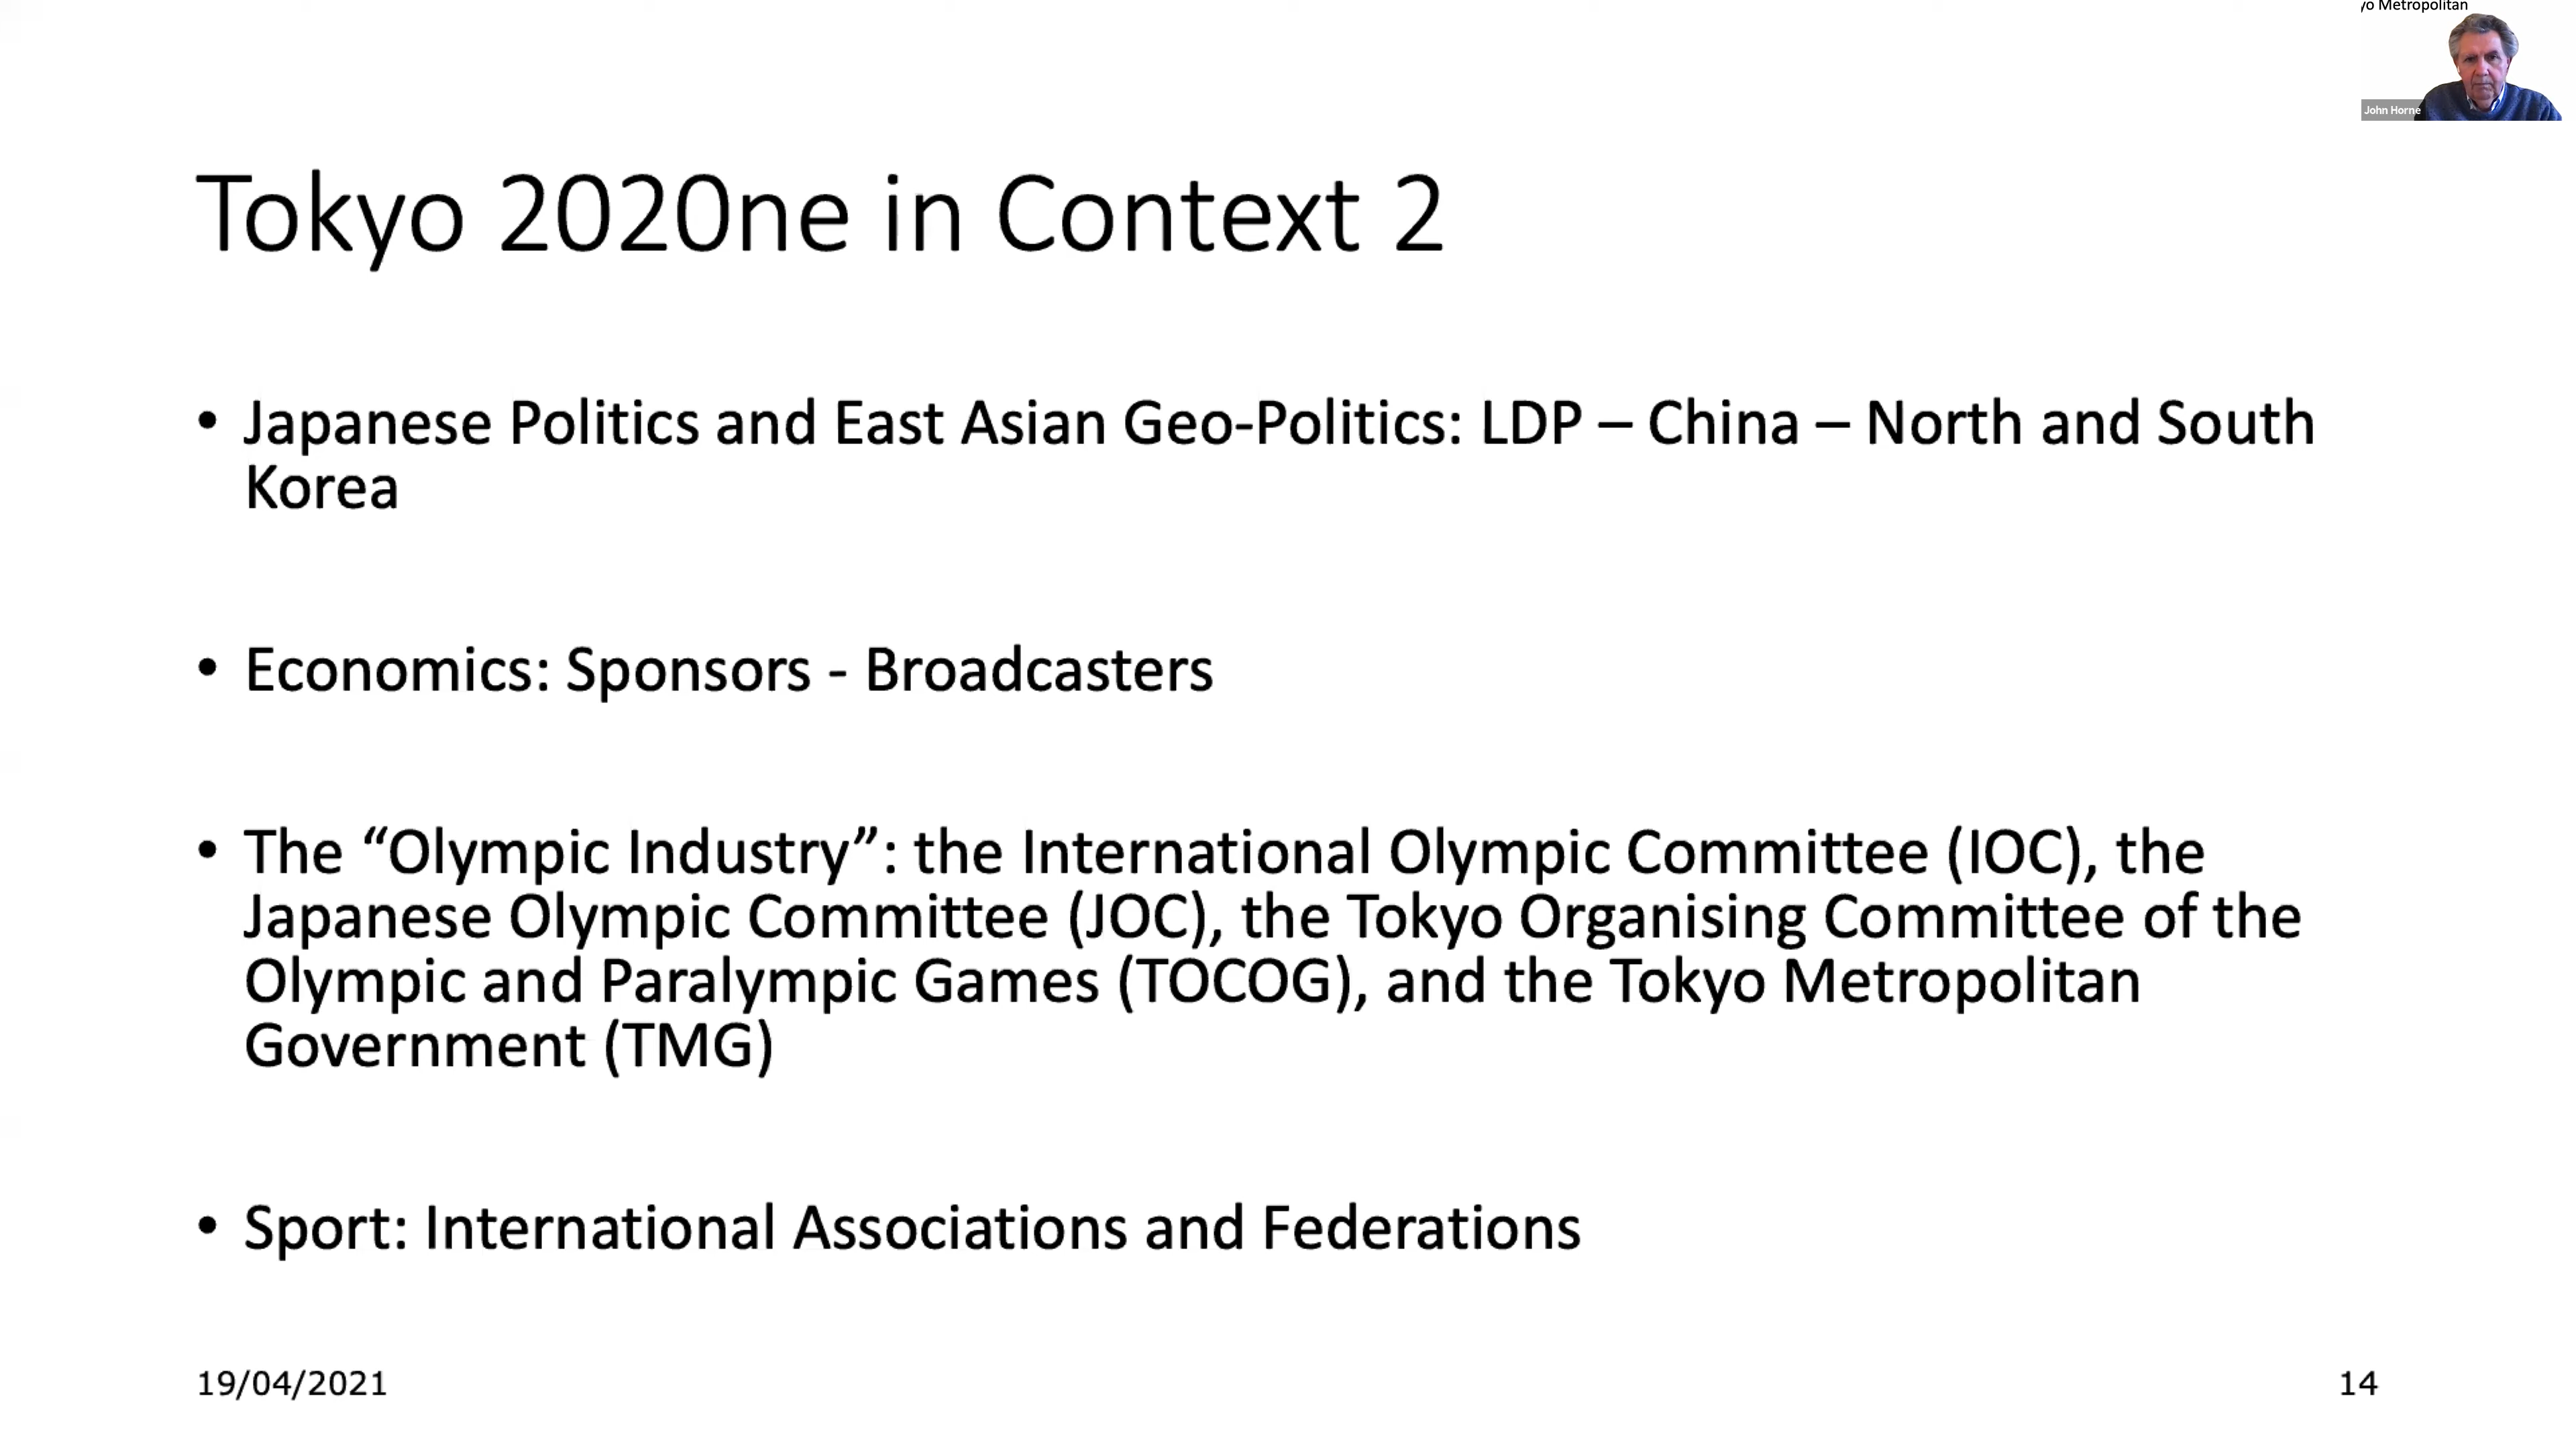 yo Metropolitan
John Horne
Tokyo 2020ne in Context 2
• Japanese Politics and East Asian Geo-Politics: LDP – China – North and South
Korea
• Economics: Sponsors - Broadcasters
• The “Olympic Industry”: the International Olympic Committee (IOC), the
Japanese Olympic Committee (JOC), the Tokyo Organising Committee of the
Olympic and Paralympic Games (TOCOG), and the Tokyo Metropolitan
Government (TMG)
• Sport: International Associations and Federations
19/04/2021
14